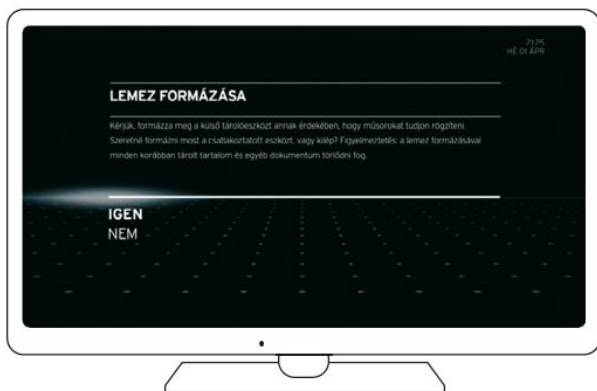 21:25
HÉ 01 ÁPR
LEMEZ FORMÁZÁSA
Kérjük, formázza meg a külső tárolóeszközt annak érdekében, hogy műsorokat tudjon rögzíteni.
Szeretné formázni most a csatlakoztatott eszközt, vagy kilép? Figyelmeztetés: a lemez formázásával
minden korábban tárolt tartalom és egyéb dokumentum törlődni fog.
IGEN
NEM